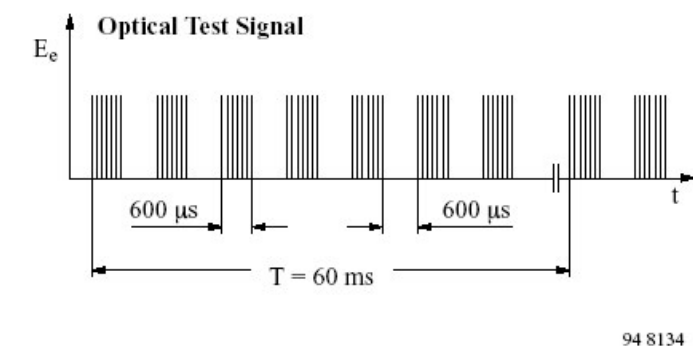 Optical Test Signal
Eₑ
600 μs
600 μs
t
T = 60 ms
94 8134